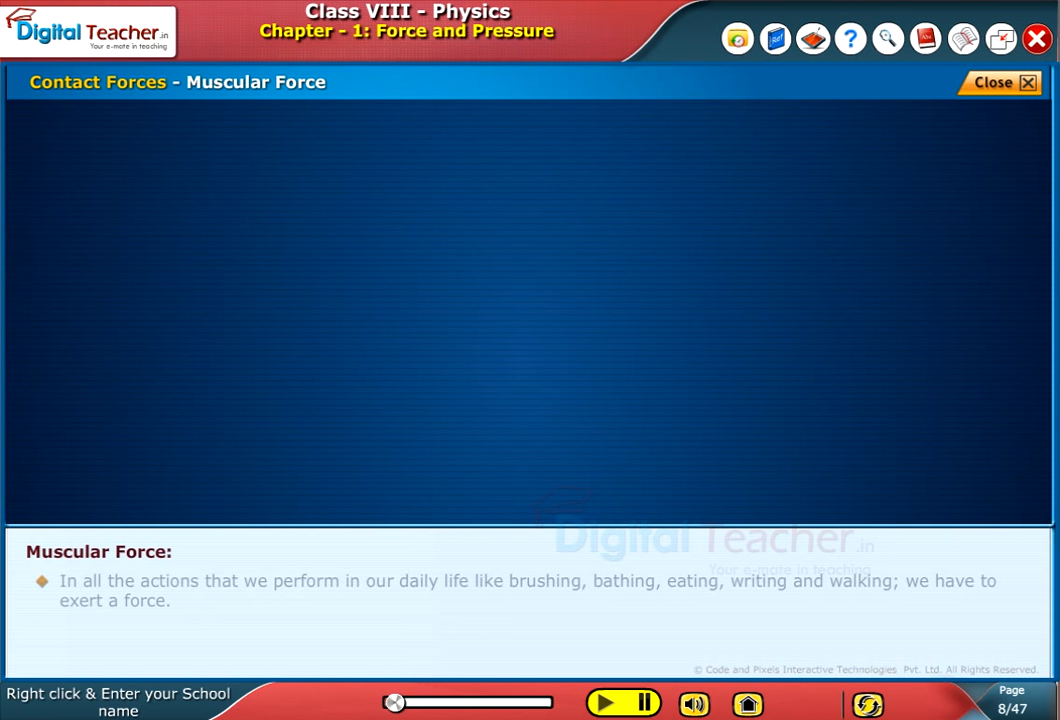 Digital Teacher.in
Your e-mate in teaching
Class VIII - Physics
Chapter - 1: Force and Pressure
Ref
Abc
?
Contact Forces - Muscular Force
Close
Digital Teacher.in
Your e-mate in teaching
Muscular Force:
In all the actions that we perform in our daily life like brushing, bathing, eating, writing and walking; we have to
exert a force.
© Code and Pixels Interactive Technologies. Pvt. Ltd. All Rights Reserved.
Right click & Enter your School
name
Page
8/47